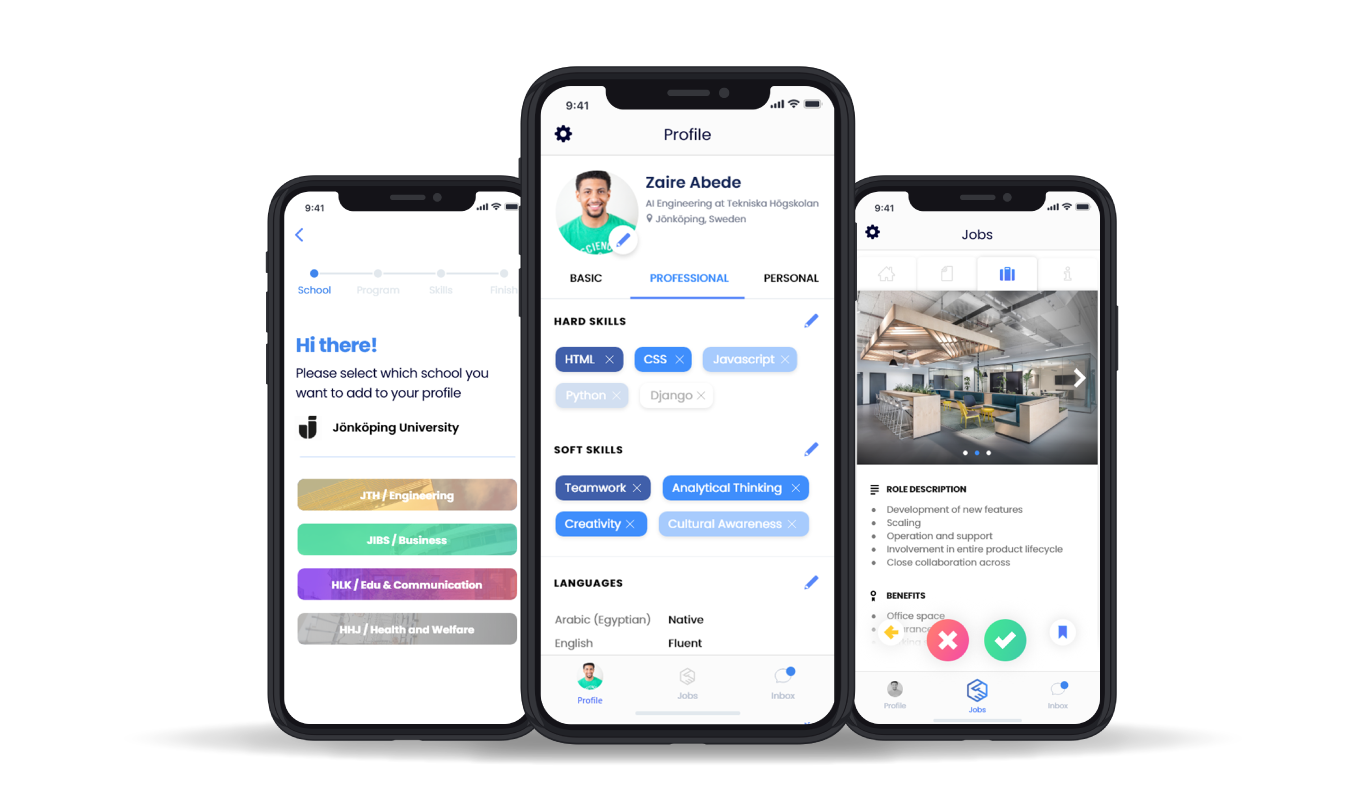 9:41
School
Program
Skills
Finish
Hi there!
Please select which school you
want to add to your profile
Jönköping University
JTH / Engineering
JIBS / Business
HLK / Edu & Communication
HHJ / Health and Welfare
9:41
Profile
Zaire Abede
AI Engineering at Tekniska Högskolan
Jönköping, Sweden
BASIC
PROFESSIONAL
PERSONAL
HARD SKILLS
HTML
CSS
Javascript
Python
Django
SOFT SKILLS
Teamwork
Analytical Thinking
Creativity
Cultural Awareness
LANGUAGES
Arabic (Egyptian) Native
English Fluent
Profile
Jobs
Inbox
9:41
Jobs
ROLE DESCRIPTION
Development of new features
Scaling
Operation and support
Involvement in entire product lifecycle
Close collaboration across
BENEFITS
Office space
Profile
Jobs
Inbox